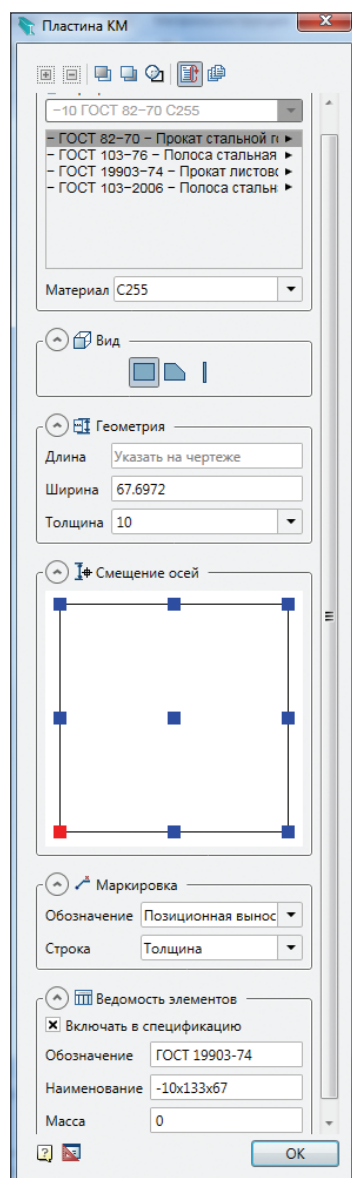 Пластина КМ
−10 ГОСТ 82−70 С255
− ГОСТ 82−70 − Прокат стальной
− ГОСТ 103−76 − Полоса стальная
− ГОСТ 19903−74 − Прокат
− ГОСТ 103−2006 − Полоса
Материал С255
Вид
Геометрия
Длина Указать на чертеже
Ширина 67.6972
Толщина 10
Смещение осей
Маркировка
Обозначение Позиционная вынос
Строка Толщина
Ведомость элементов
Включать в спецификацию
Обозначение ГОСТ 19903-74
Наименование -10x133x67
Масса 0
OK